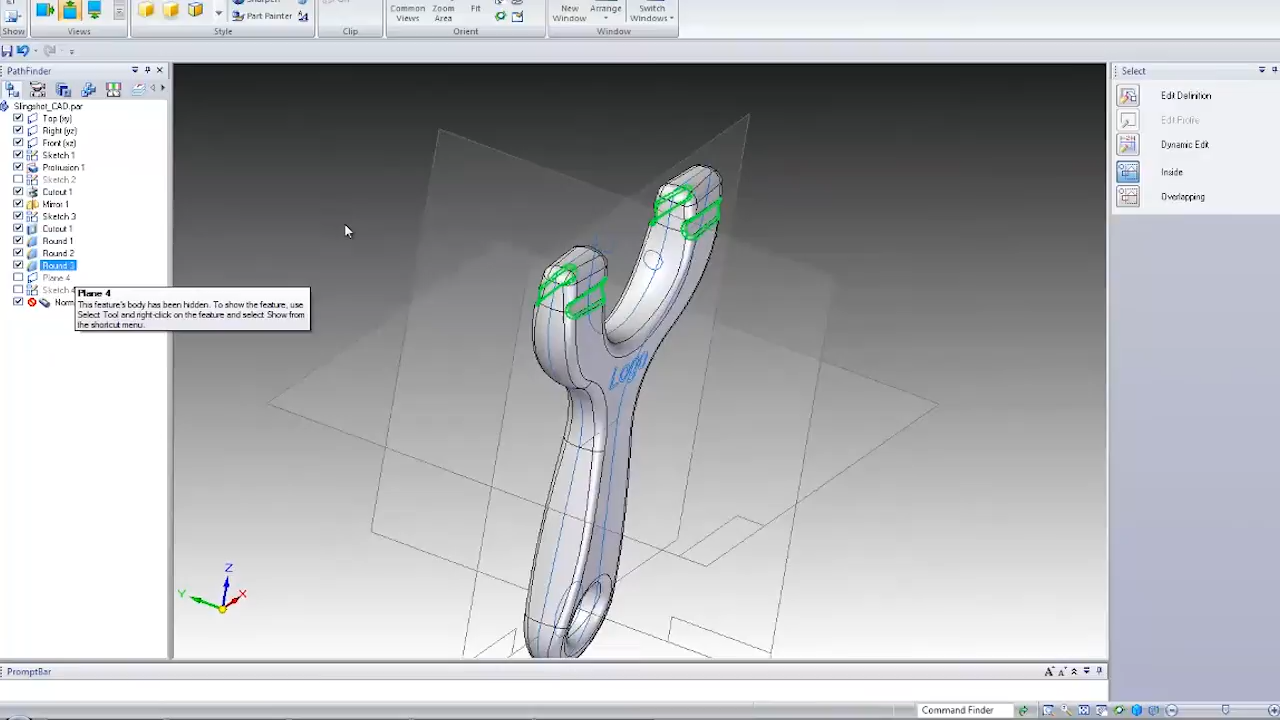 Part Painter
Common Views
Zoom Area
Fit
New Window
Arrange
Switch Windows
Show
Views
Style
Clip
Orient
Window
PathFinder
Select
Slingshot_CAD.par
Top (xy)
Right (yz)
Front (xz)
Sketch 1
Protrusion 1
Sketch 2
Cutout 1
Mirror 1
Sketch 3
Cutout 1
Round 1
Round 2
Round 3
Plane 4
Sketch 4
Plane 4
This feature's body has been hidden. To show the feature, use
Select Tool and right-click on the feature and select Show from
the shortcut menu.
Edit Definition
Edit Profile
Dynamic Edit
Inside
Overlapping
Logo
Z
Y
X
PromptBar
Command Finder